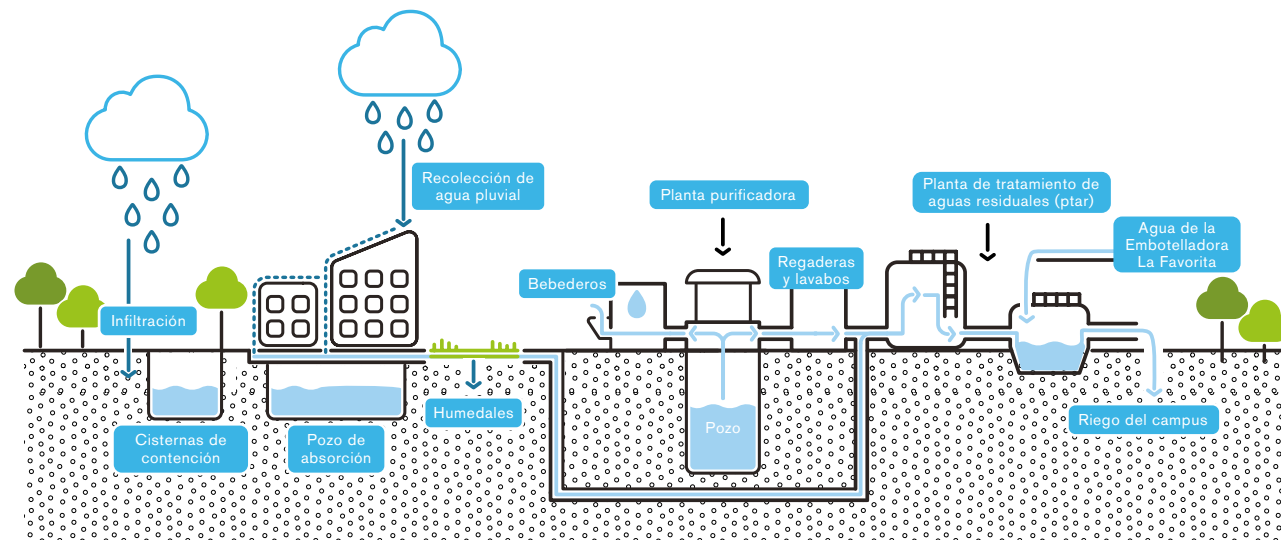 Recolección de
agua pluvial
Planta purificadora
Planta de tratamiento de
aguas residuales (ptar)
Agua de la
Embotelladora
La Favorita
Bebederos
Regaderas
y lavabos
Infiltración
Cisternas de
contención
Pozo de
absorción
Humedales
Pozo
Riego del campus